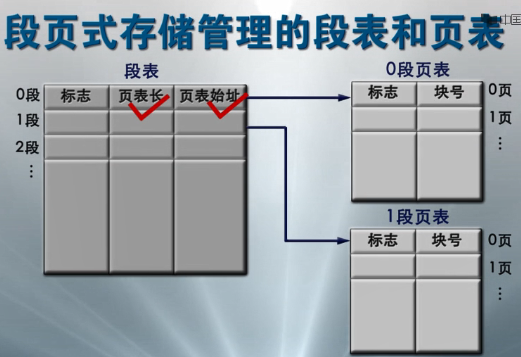 段页式存储管理的段表和页表
中国
段表
0段 标志 页表长 页表始址
1段
2段
⋮
0段页表
标志 块号 0页
1页
⋮
1段页表
标志 块号 0页
1页
⋮